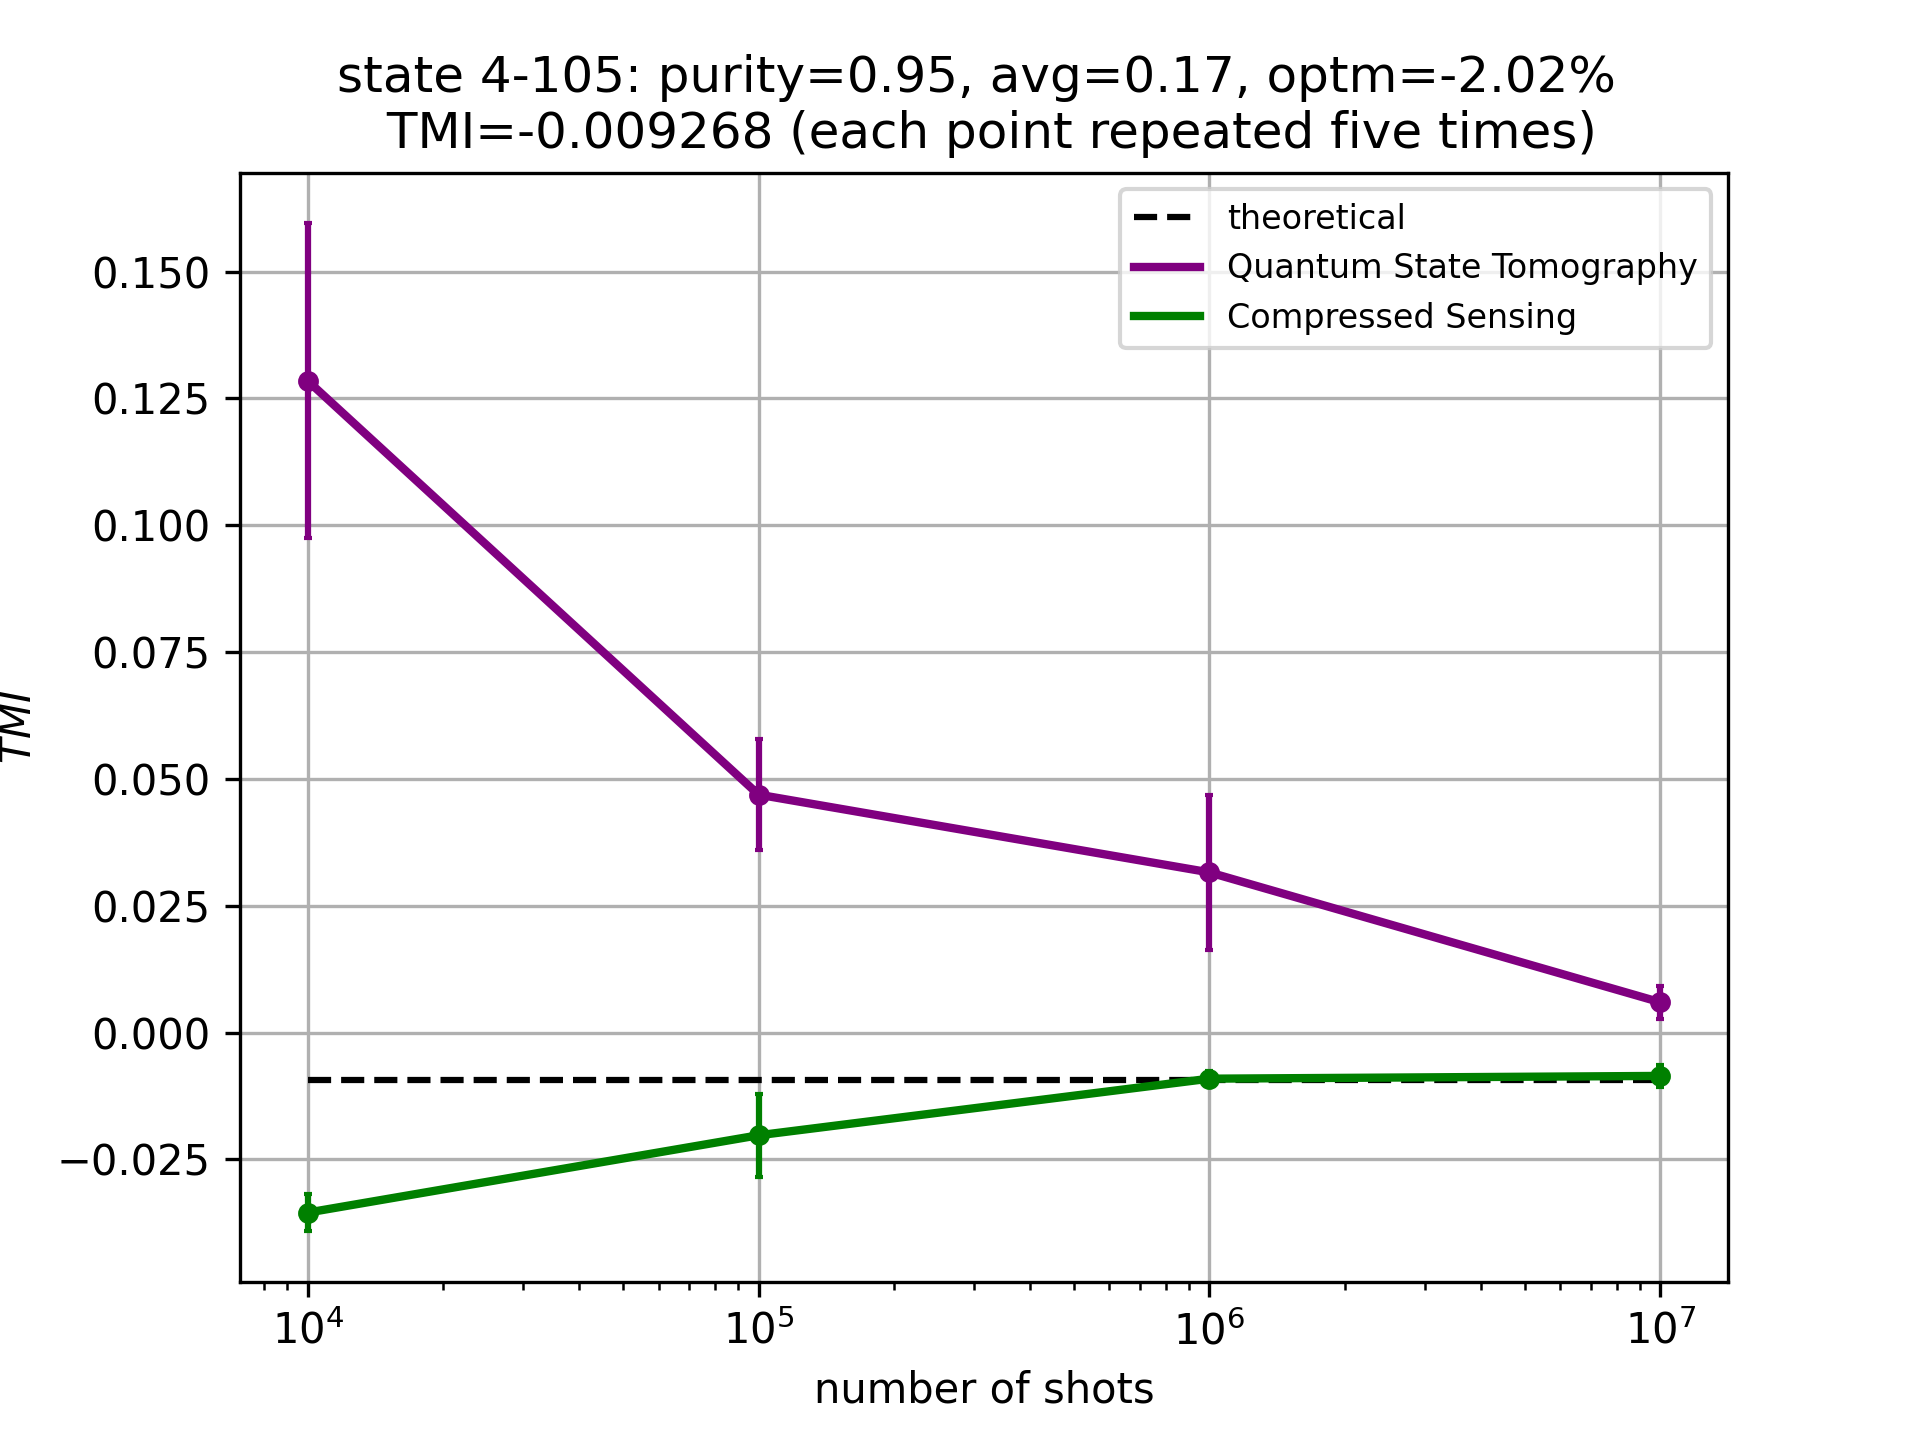 state 4-105: purity=0.95, avg=0.17, optm=-2.02%
TMI=-0.009268 (each point repeated five times)
theoretical
Quantum State Tomography
Compressed Sensing
0.150
0.125
0.100
0.075
0.050
0.025
0.000
−0.025
TMI
10⁴
10⁵
10⁶
10⁷
number of shots